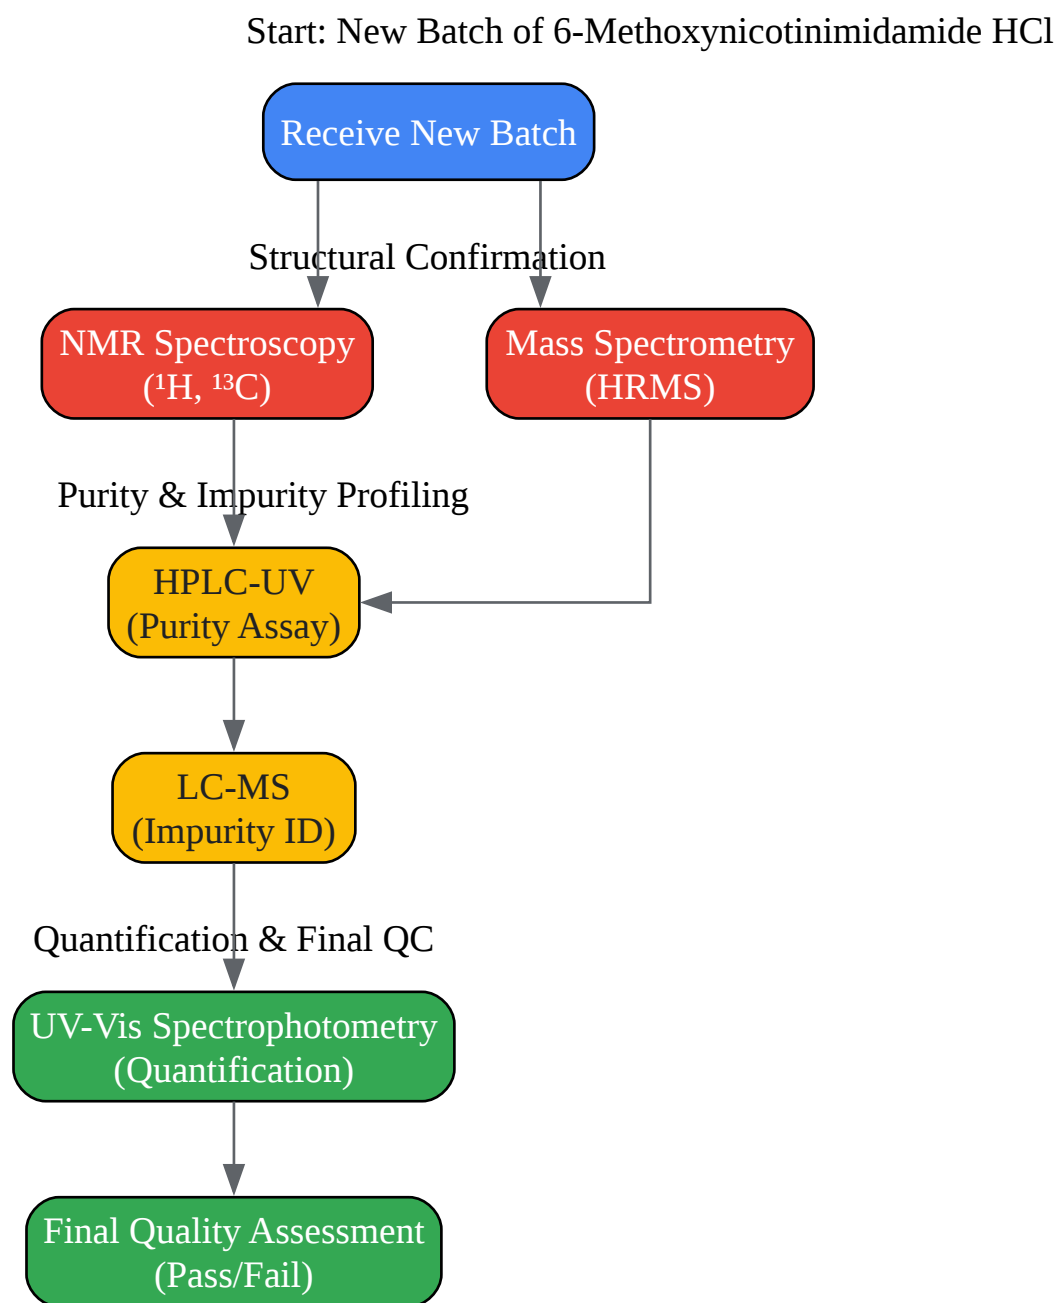 Start: New Batch of 6-Methoxynicotinimidamide HCl
Receive New Batch
Structural Confirmation
NMR Spectroscopy
(¹H, ¹³C)
Mass Spectrometry
(HRMS)
Purity & Impurity Profiling
HPLC-UV
(Purity Assay)
LC-MS
(Impurity ID)
Quantification & Final QC
UV-Vis Spectrophotometry
(Quantification)
Final Quality Assessment
(Pass/Fail)